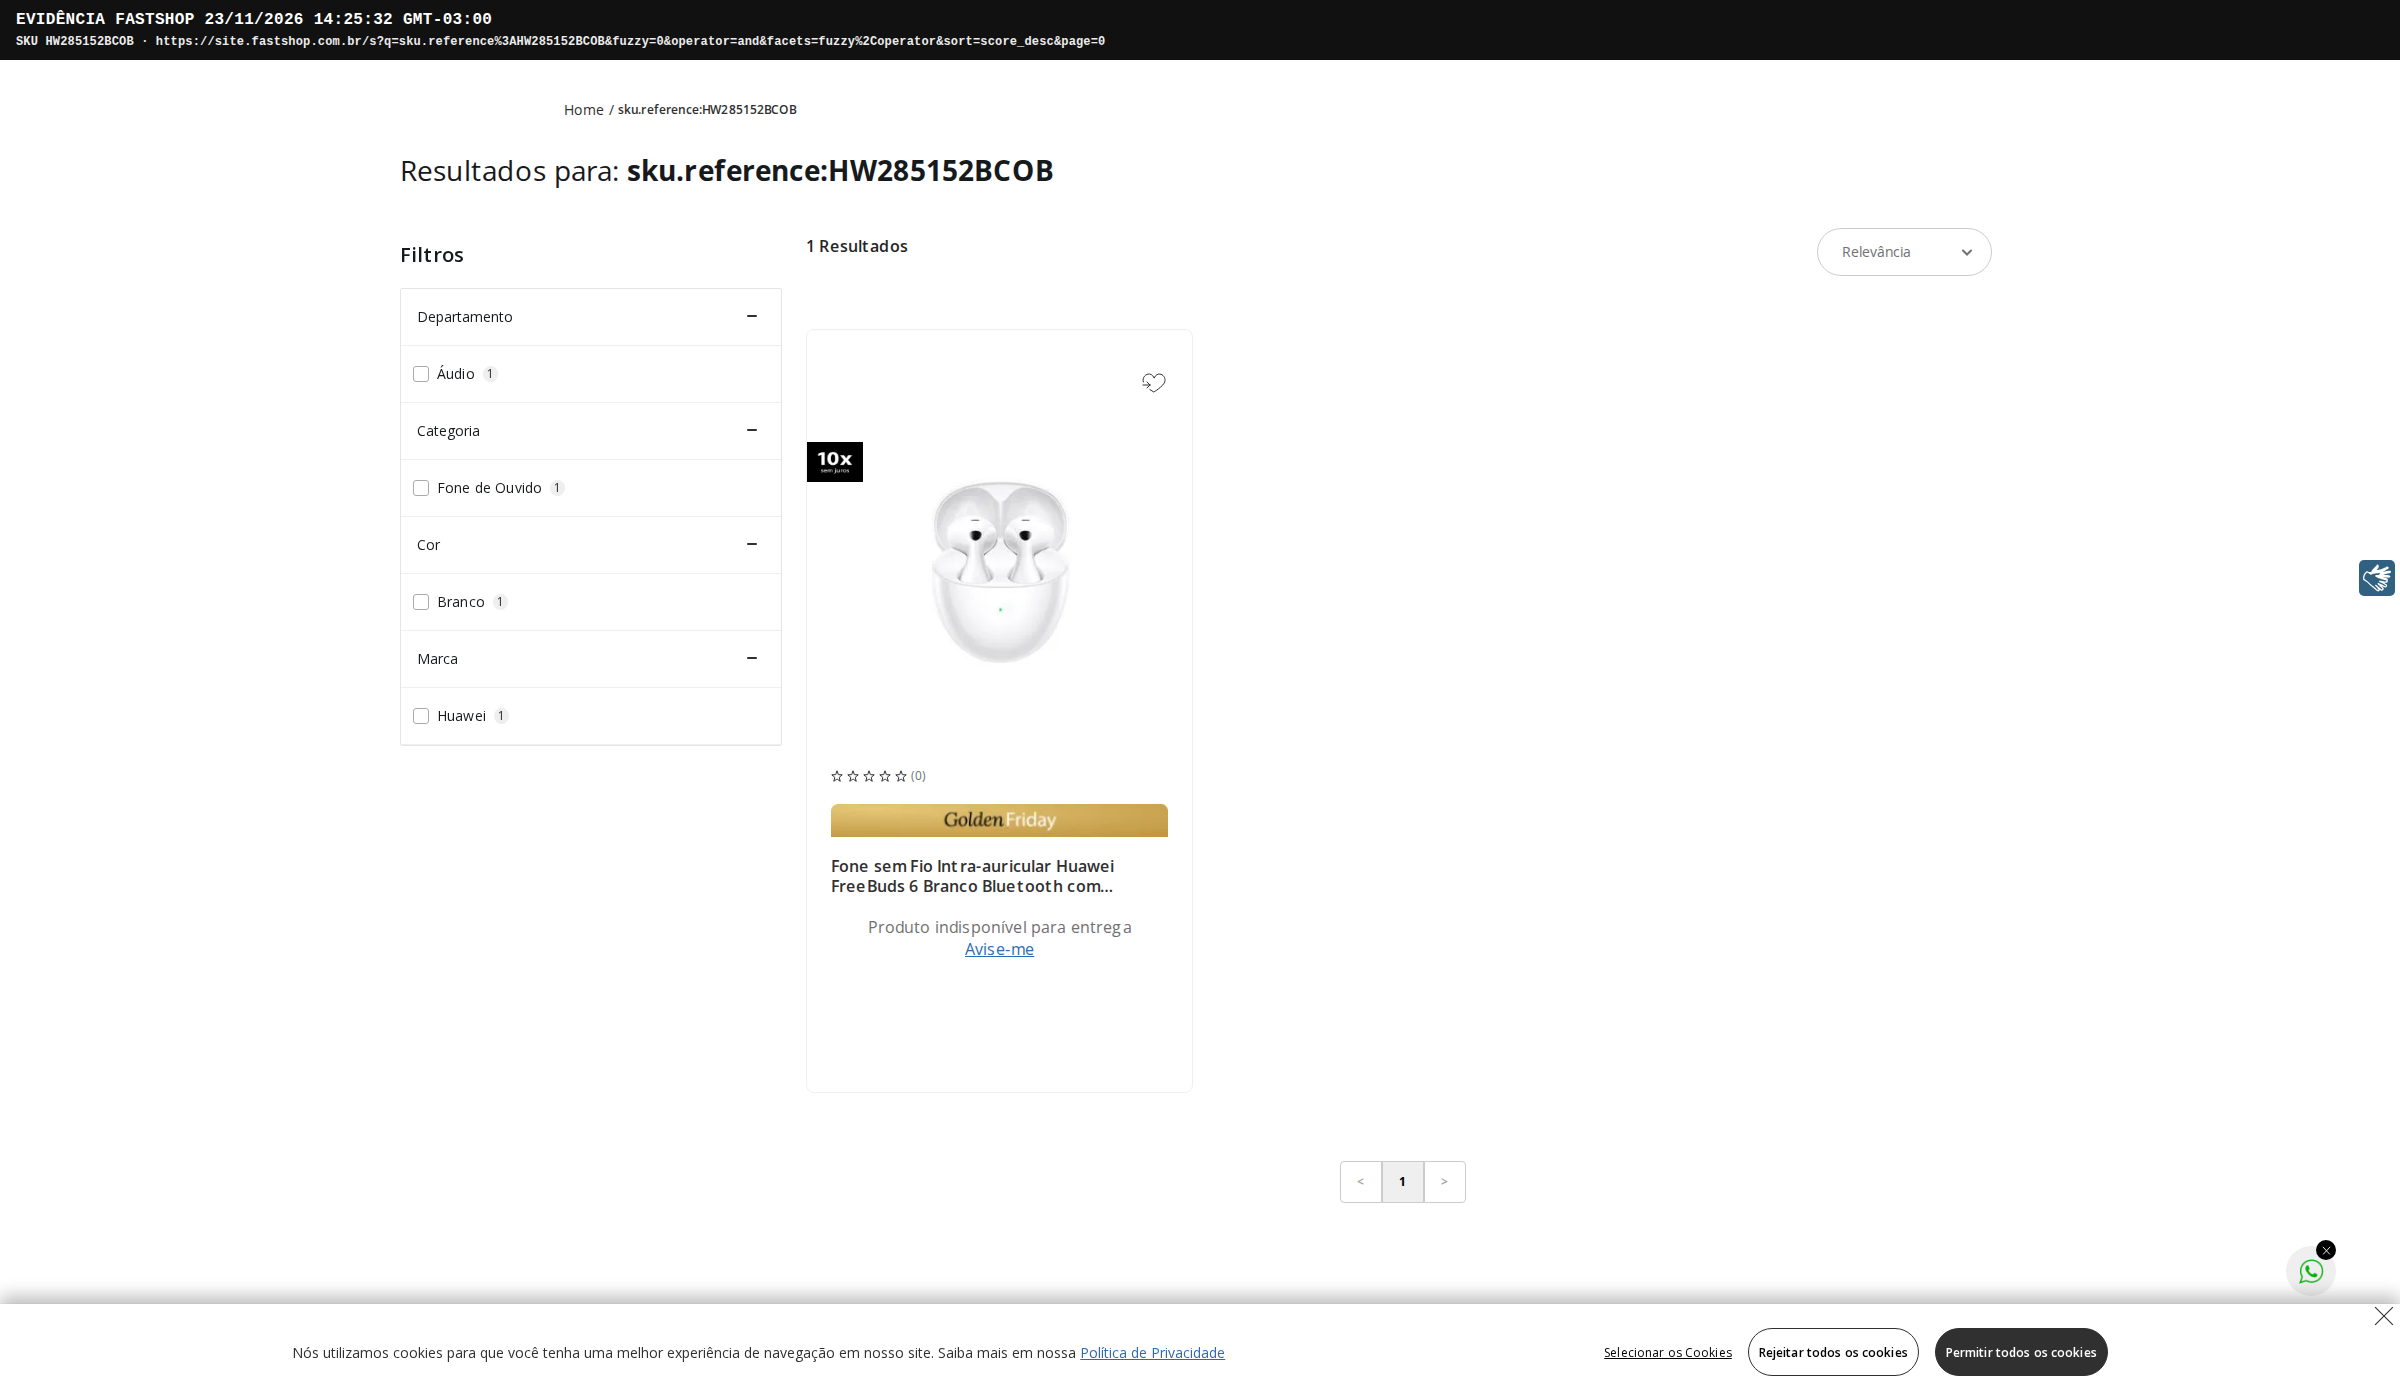 EVIDÊNCIA FASTSHOP 23/11/2026 14:25:32 GMT-03:00
SKU HW285152BCOB · https://site.fastshop.com.br/s?q=sku.reference%3AHW285152BCOB&fuzzy=0&operator=and&facets=fuzzy%2Coperator&sort=score_desc&page=0
Home / sku.reference:HW285152BCOB
Resultados para: sku.reference:HW285152BCOB
Filtros
1 Resultados
Relevância
Departamento
Áudio 1
Categoria
Fone de Ouvido 1
Cor
Branco 1
Marca
Huawei 1
10x
sem juros
(0)
Golden Friday
Fone sem Fio Intra-auricular Huawei
FreeBuds 6 Branco Bluetooth com...
Produto indisponível para entrega
Avise-me
< 1 >
Nós utilizamos cookies para que você tenha uma melhor experiência de navegação em nosso site. Saiba mais em nossa Política de Privacidade
Selecionar os Cookies
Rejeitar todos os cookies
Permitir todos os cookies